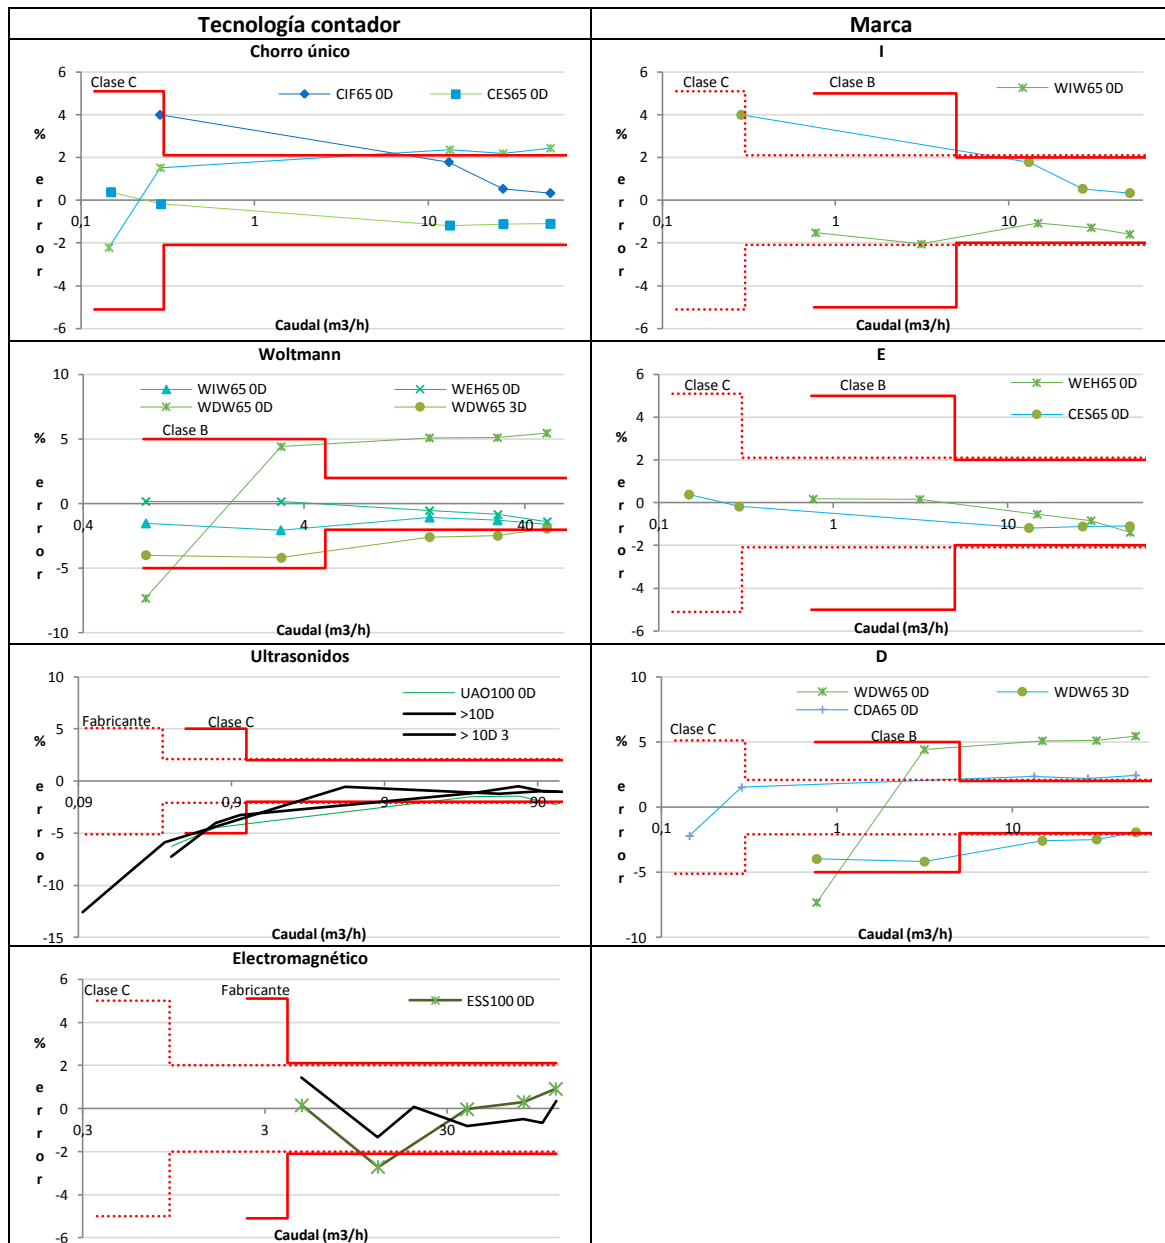 Tecnología contador
Marca
Chorro único
6
4
2
0
-2
-4
-6
% error
Clase C
CIF65 0D
CES65 0D
0,1
1
10
Caudal (m3/h)
I
6
4
2
0
-2
-4
-6
% error
Clase C
Clase B
WIW65 0D
0,1
1
10
Caudal (m3/h)
Woltmann
10
5
0
-5
-10
% error
WIW65 0D
WEH65 0D
WDW65 0D
WDW65 3D
Clase B
0,4
4
40
Caudal (m3/h)
E
6
4
2
0
-2
-4
-6
% error
Clase C
Clase B
WEH65 0D
CES65 0D
0,1
1
10
Caudal (m3/h)
Ultrasonidos
10
5
0
-5
-10
-15
% error
UAO100 0D
>10D
> 10D 3
Fabricante
Clase C
0,09
0,9
9
90
Caudal (m3/h)
D
10
5
0
-5
-10
% error
WDW65 0D
WDW65 3D
CDA65 0D
Clase C
Clase B
0,1
1
10
Caudal (m3/h)
Electromagnético
6
4
2
0
-2
-4
-6
% error
Clase C
Fabricante
ESS100 0D
0,3
3
30
Caudal (m3/h)